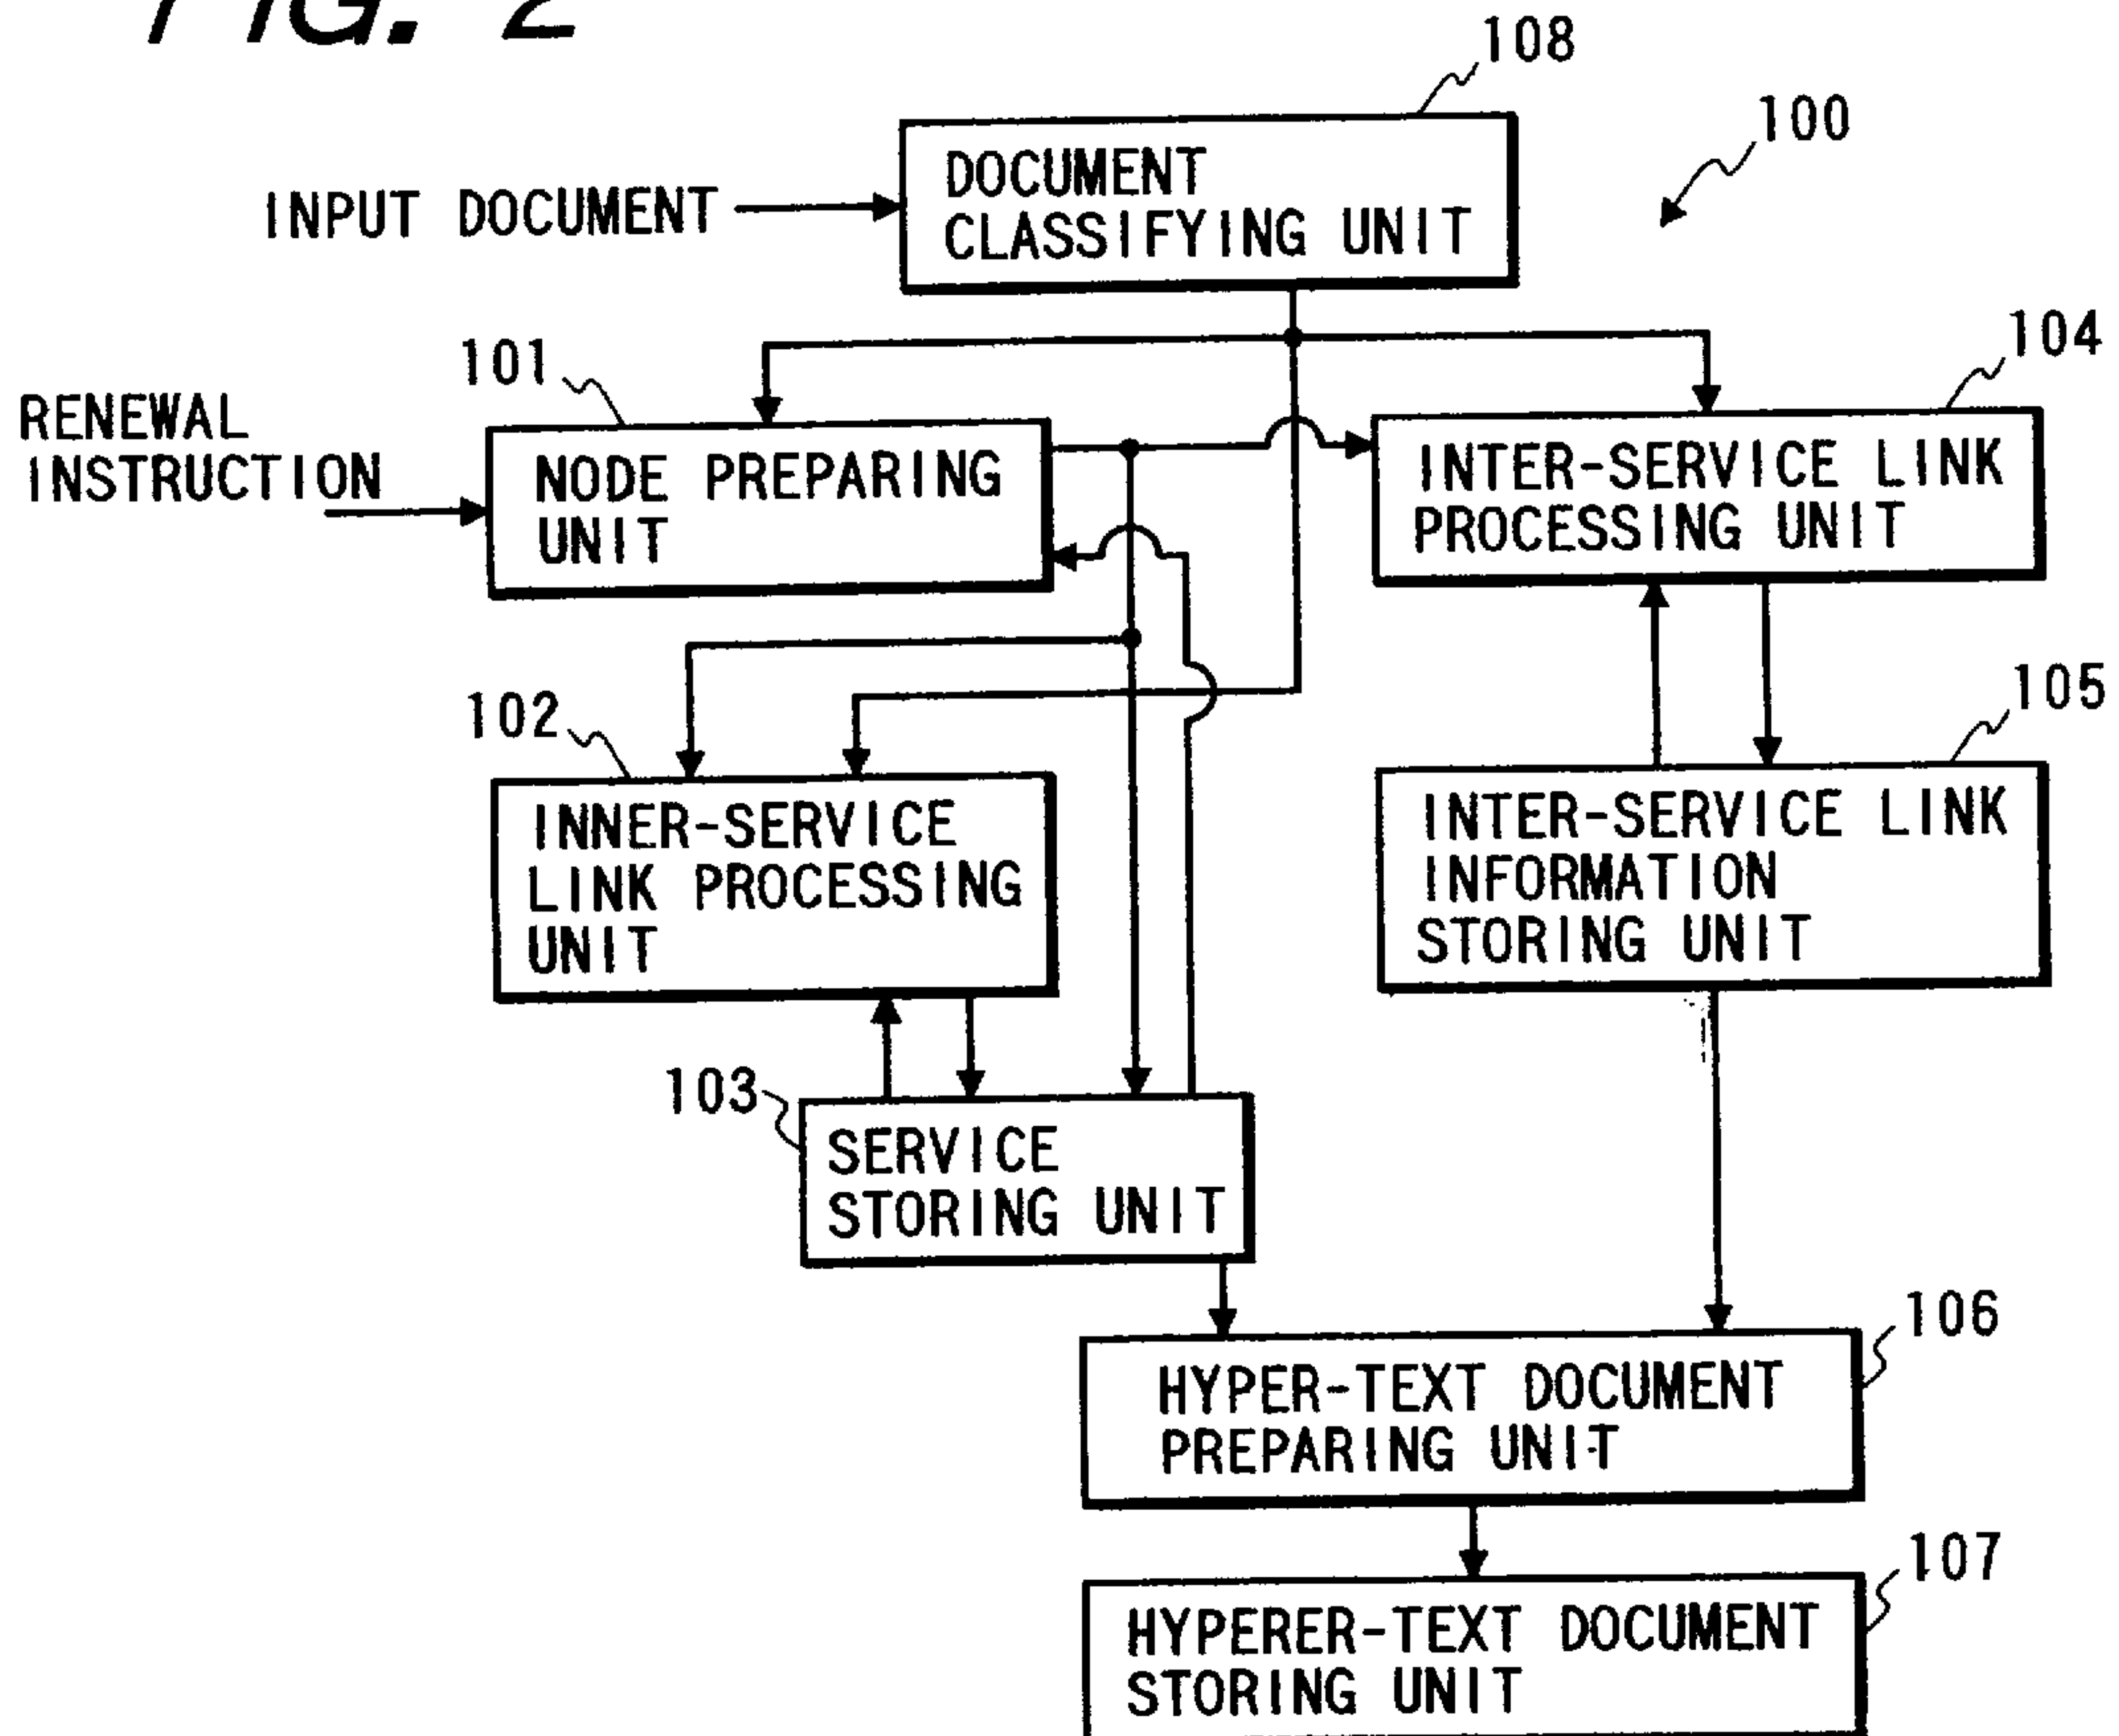 FIG. 2
108
100
DOCUMENT
CLASSIFYING UNIT
INPUT DOCUMENT
101
104
RENEWAL
INSTRUCTION
NODE PREPARING
UNIT
INTER-SERVICE LINK
PROCESSING UNIT
102
105
INNER-SERVICE
LINK PROCESSING
UNIT
INTER-SERVICE LINK
INFORMATION
STORING UNIT
103
SERVICE
STORING UNIT
106
HYPER-TEXT DOCUMENT
PREPARING UNIT
107
HYPERER-TEXT DOCUMENT
STORING UNIT